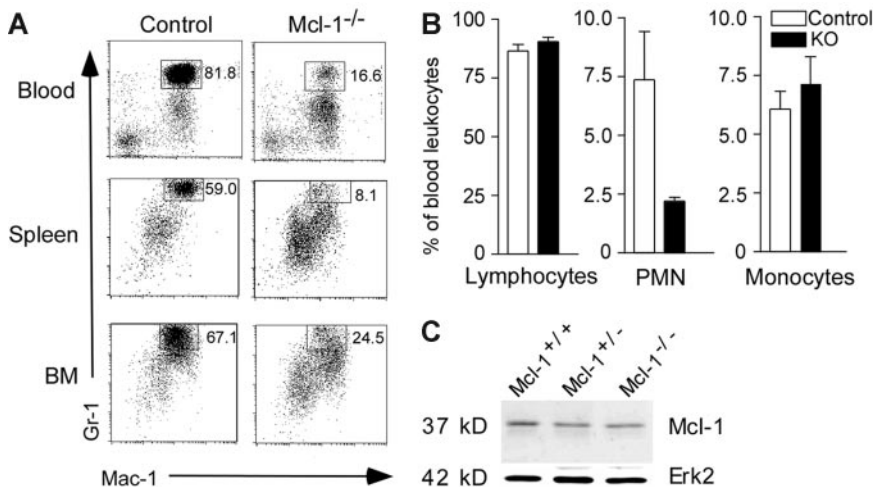 A
Control
Mcl-1-/-
Blood
81.8
16.6
Spleen
59.0
8.1
BM
67.1
24.5
Gr-1
Mac-1
B
% of blood leukocytes
100
75
50
25
0
Lymphocytes
10.0
7.5
5.0
2.5
0
PMN
10.0
7.5
5.0
2.5
0
Monocytes
Control
KO
C
Mcl-1+/+
Mcl-1+/-
Mcl-1-/-
37 kD
Mcl-1
42 kD
Erk2